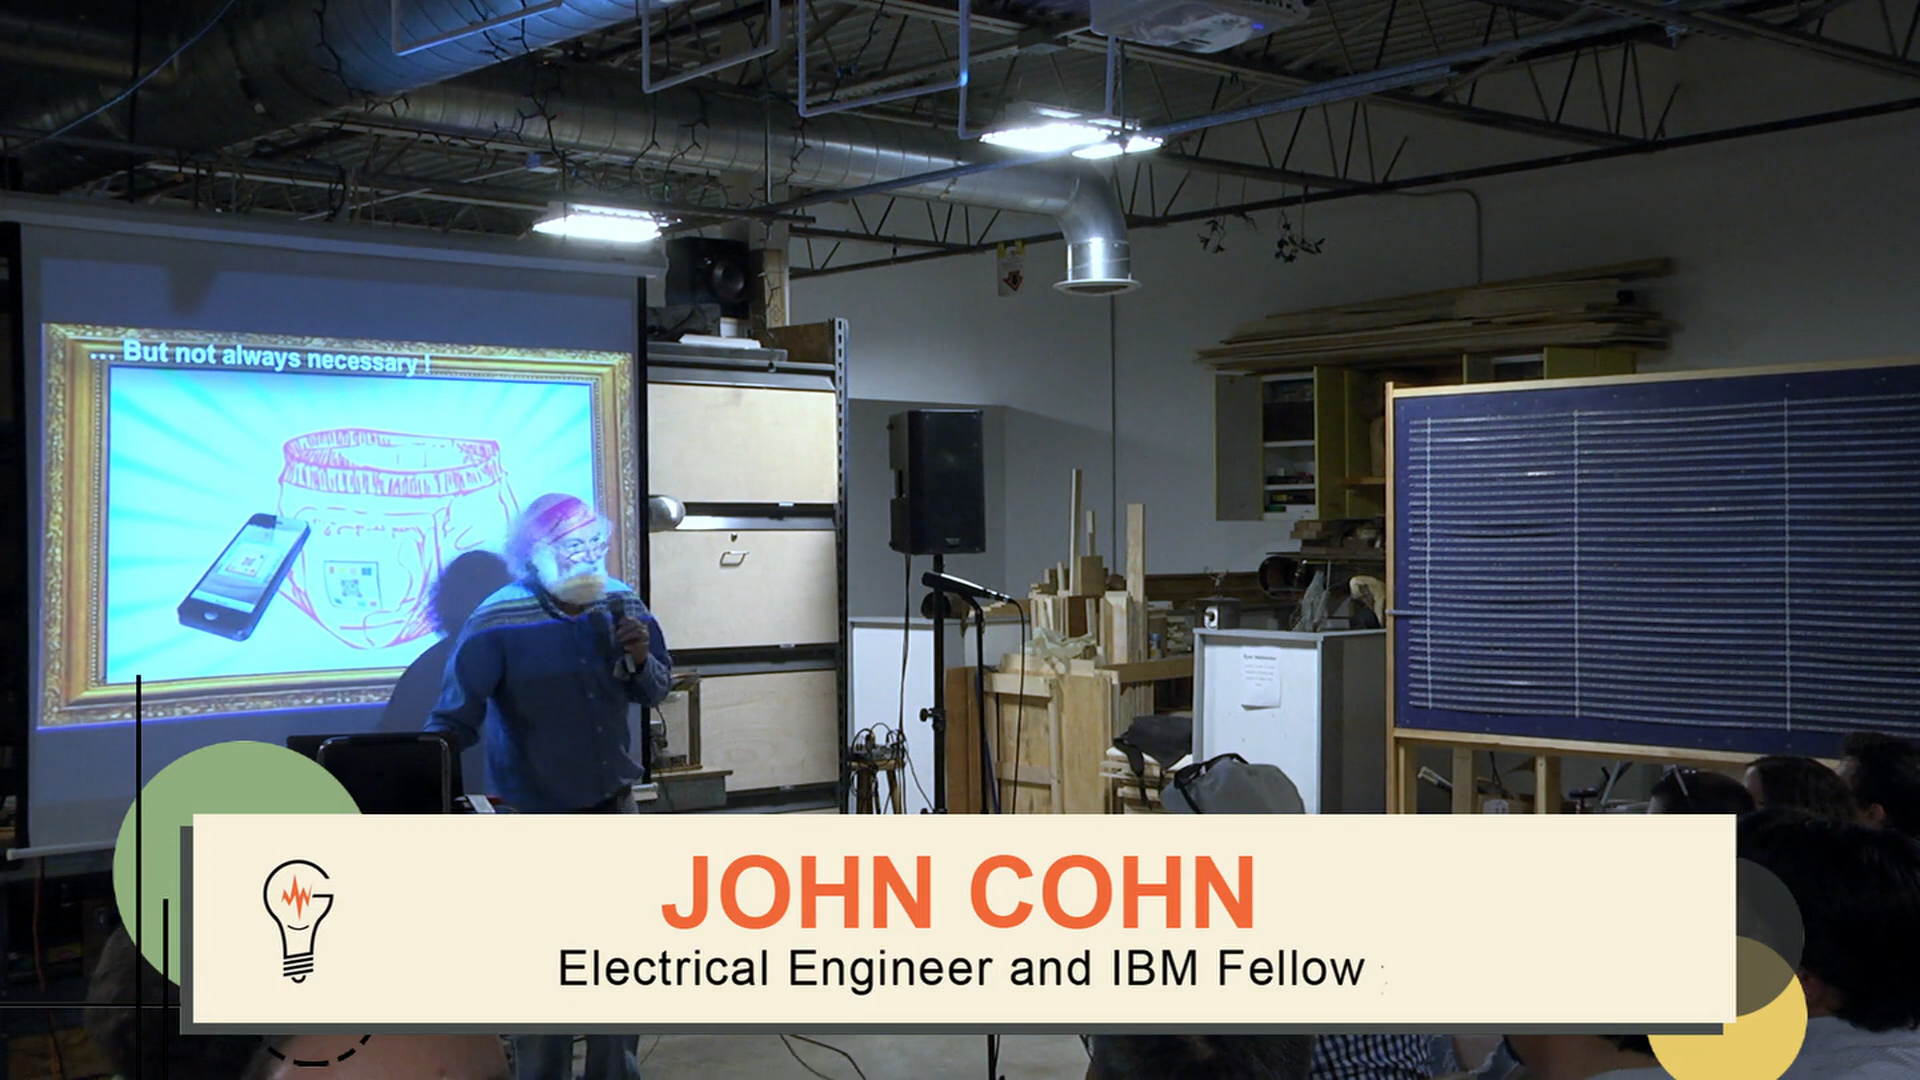 ... But not always necessary !
JOHN COHN
Electrical Engineer and IBM Fellow